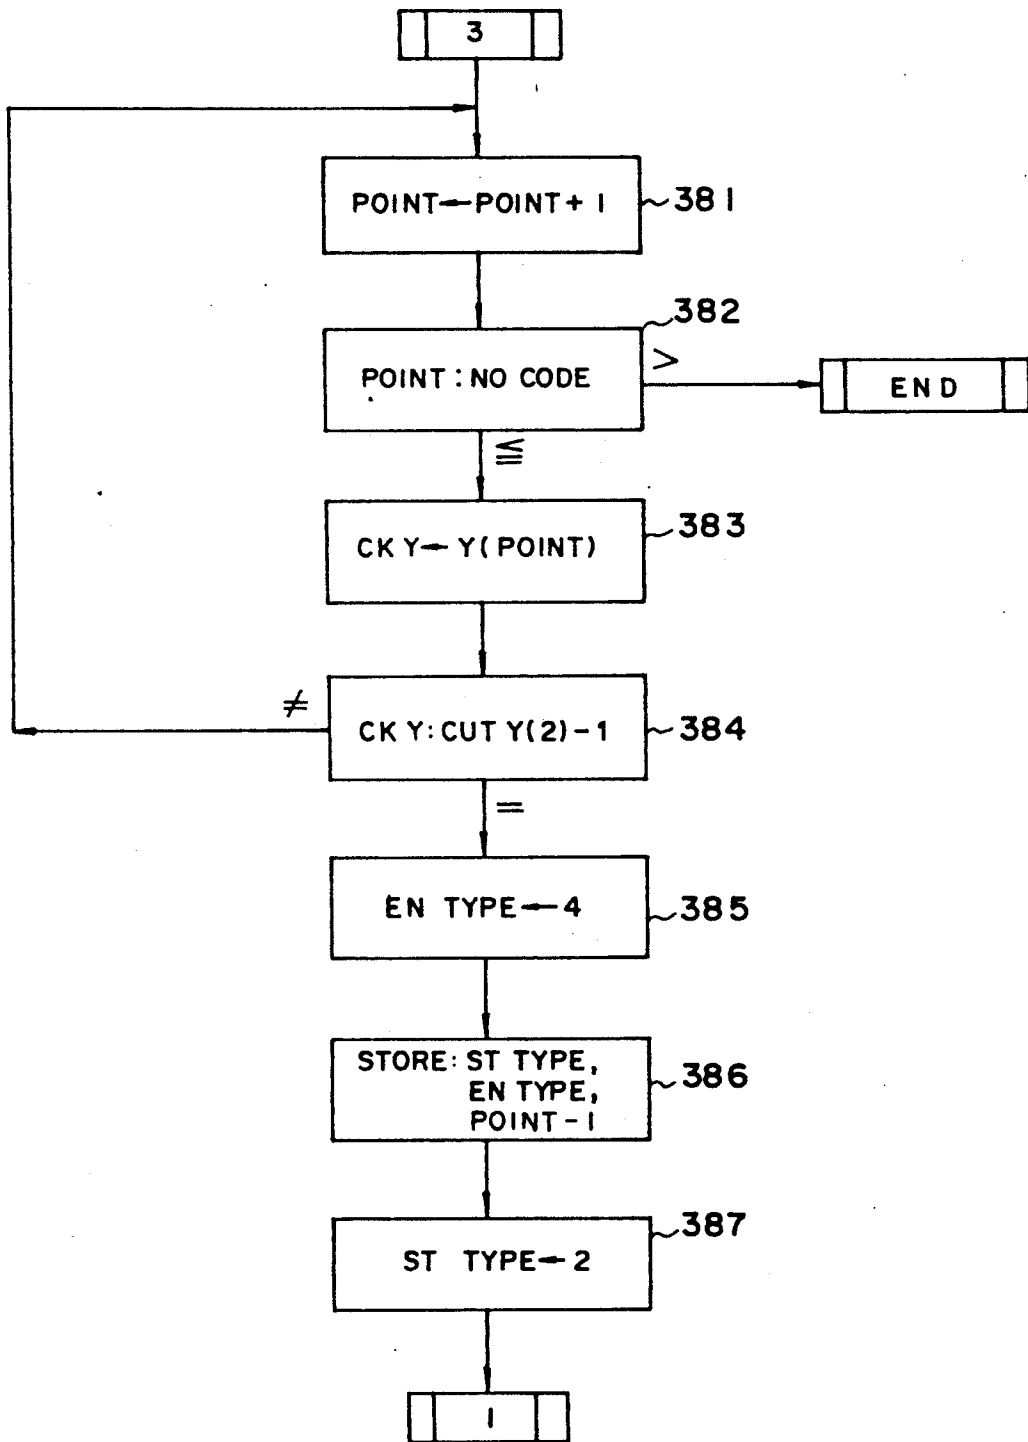 3
POINT←POINT+1
381
382
POINT:NO CODE
>
END
≦
CK Y←Y(POINT)
383
≠
CK Y:CUT Y(2)-1
384
=
EN TYPE←4
385
STORE:ST TYPE,
EN TYPE,
POINT-1
386
387
ST TYPE←2
1